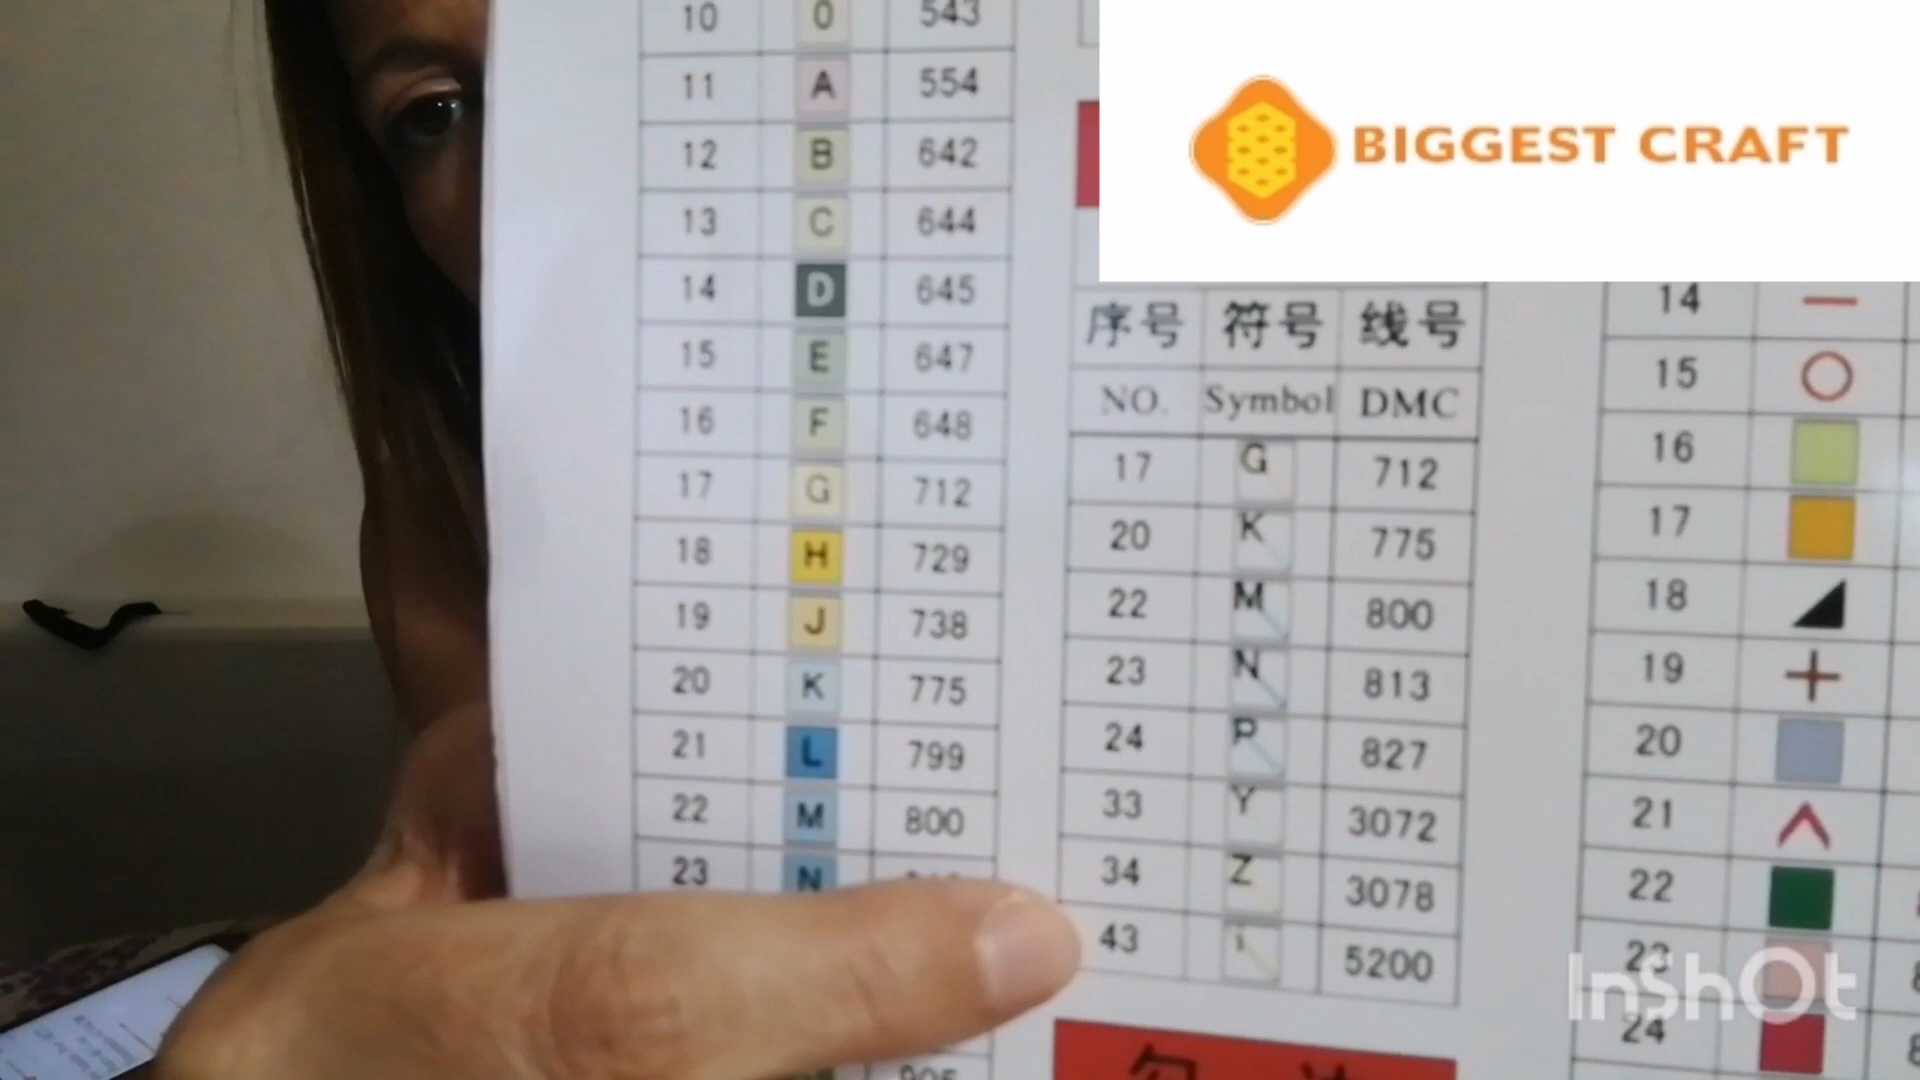 10 0 543
11 A 554
12 B 642
13 C 644
14 D 645
15 E 647
16 F 648
17 G 712
18 H 729
19 J 738
20 K 775
21 L 799
22 M 800
23 N
905
BIGGEST CRAFT
序号 符号 线号
NO. Symbol DMC
17 G 712
20 K 775
22 M 800
23 N 813
24 P 827
33 Y 3072
34 Z 3078
43 i 5200
14
15
16
17
18
19
20
21
22
23
24
InShOt